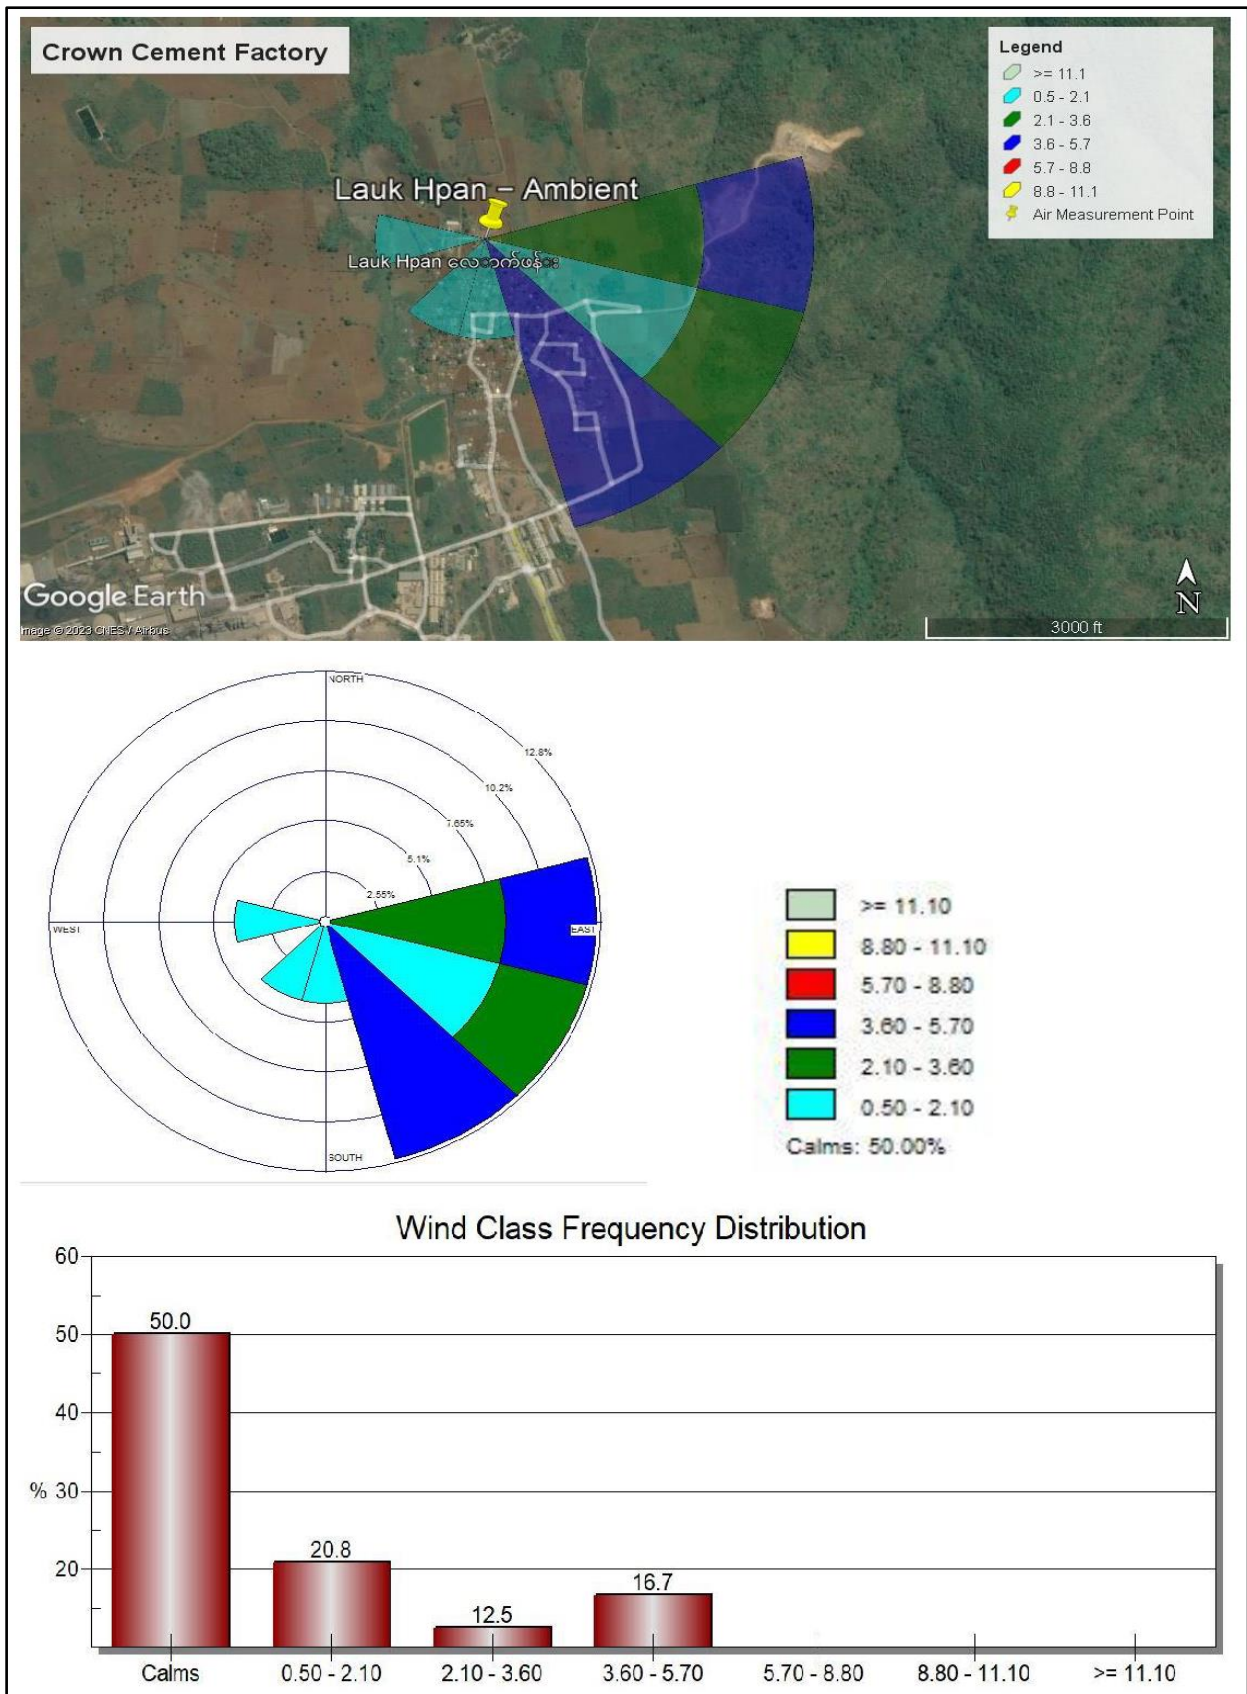 Crown Cement Factory
Legend
>= 11.1
0.5 - 2.1
2.1 - 3.6
3.6 - 5.7
5.7 - 8.8
8.8 - 11.1
Air Measurement Point
Lauk Hpan – Ambient
Lauk Hpan
Google Earth
Image © 2023 CNES / Airbus
N
3000 ft
NORTH
12.8%
10.2%
7.65%
5.1%
2.55%
WEST
EAST
SOUTH
>= 11.10
8.80 - 11.10
5.70 - 8.80
3.60 - 5.70
2.10 - 3.60
0.50 - 2.10
Calms: 50.00%
Wind Class Frequency Distribution
60
50
40
% 30
20
50.0
20.8
12.5
16.7
Calms 0.50 - 2.10 2.10 - 3.60 3.60 - 5.70 5.70 - 8.80 8.80 - 11.10 >= 11.10